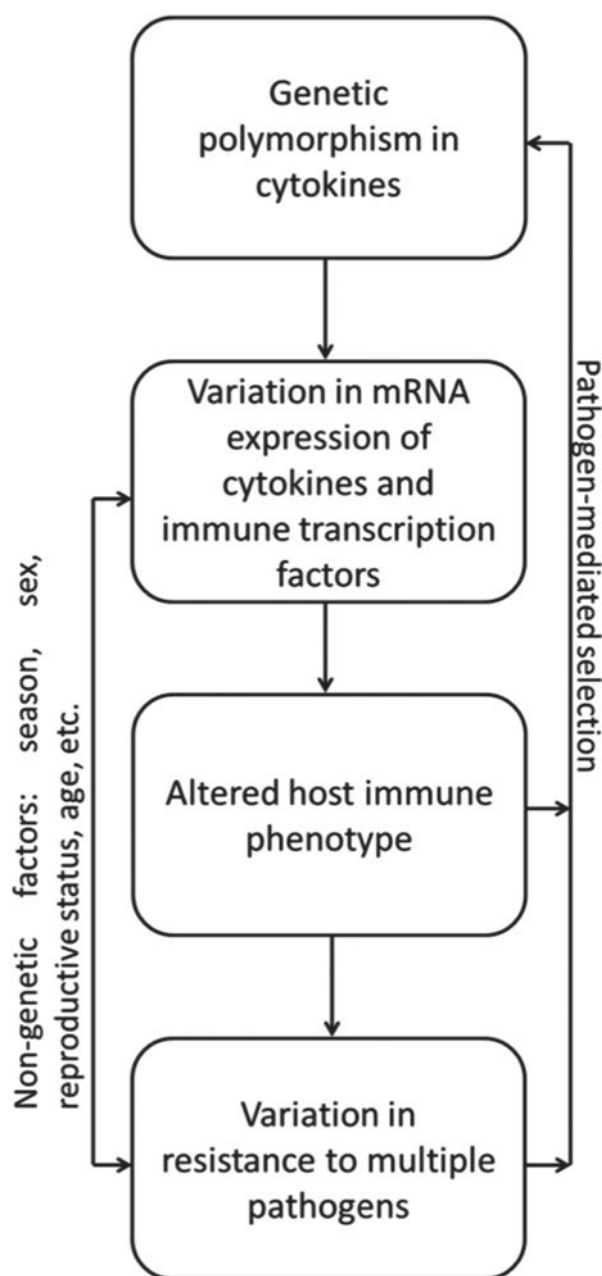 Genetic
polymorphism in
cytokines
Variation in mRNA
expression of
cytokines and
immune transcription
factors
Altered host immune
phenotype
Variation in
resistance to multiple
pathogens
Non-genetic factors: season, sex,
reproductive status, age, etc.
Pathogen-mediated selection